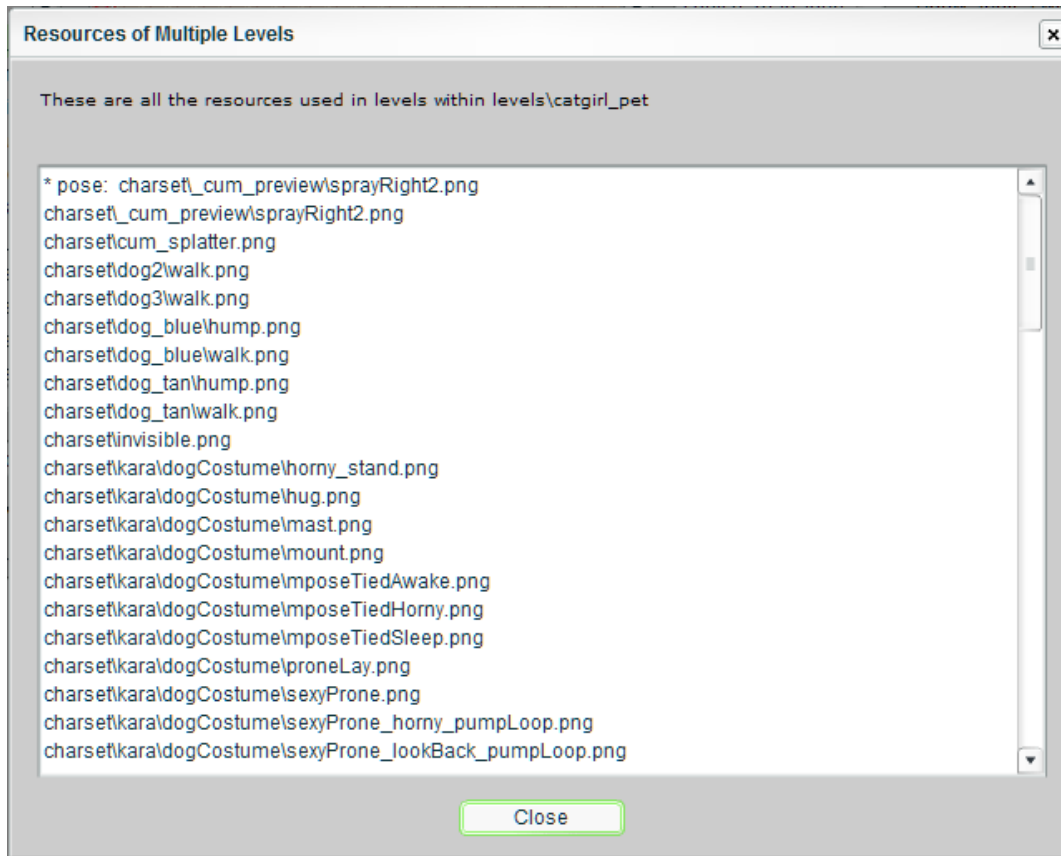 Resources of Multiple Levels
These are all the resources used in levels within levels\catgirl_pet
* pose:  charset\_cum_preview\sprayRight2.png
charset\_cum_preview\sprayRight2.png
charset\cum_splatter.png
charset\dog2\walk.png
charset\dog3\walk.png
charset\dog_blue\hump.png
charset\dog_blue\walk.png
charset\dog_tan\hump.png
charset\dog_tan\walk.png
charset\invisible.png
charset\kara\dogCostume\horny_stand.png
charset\kara\dogCostume\hug.png
charset\kara\dogCostume\mast.png
charset\kara\dogCostume\mount.png
charset\kara\dogCostume\mposeTiedAwake.png
charset\kara\dogCostume\mposeTiedHorny.png
charset\kara\dogCostume\mposeTiedSleep.png
charset\kara\dogCostume\proneLay.png
charset\kara\dogCostume\sexyProne.png
charset\kara\dogCostume\sexyProne_horny_pumpLoop.png
charset\kara\dogCostume\sexyProne_lookBack_pumpLoop.png
Close